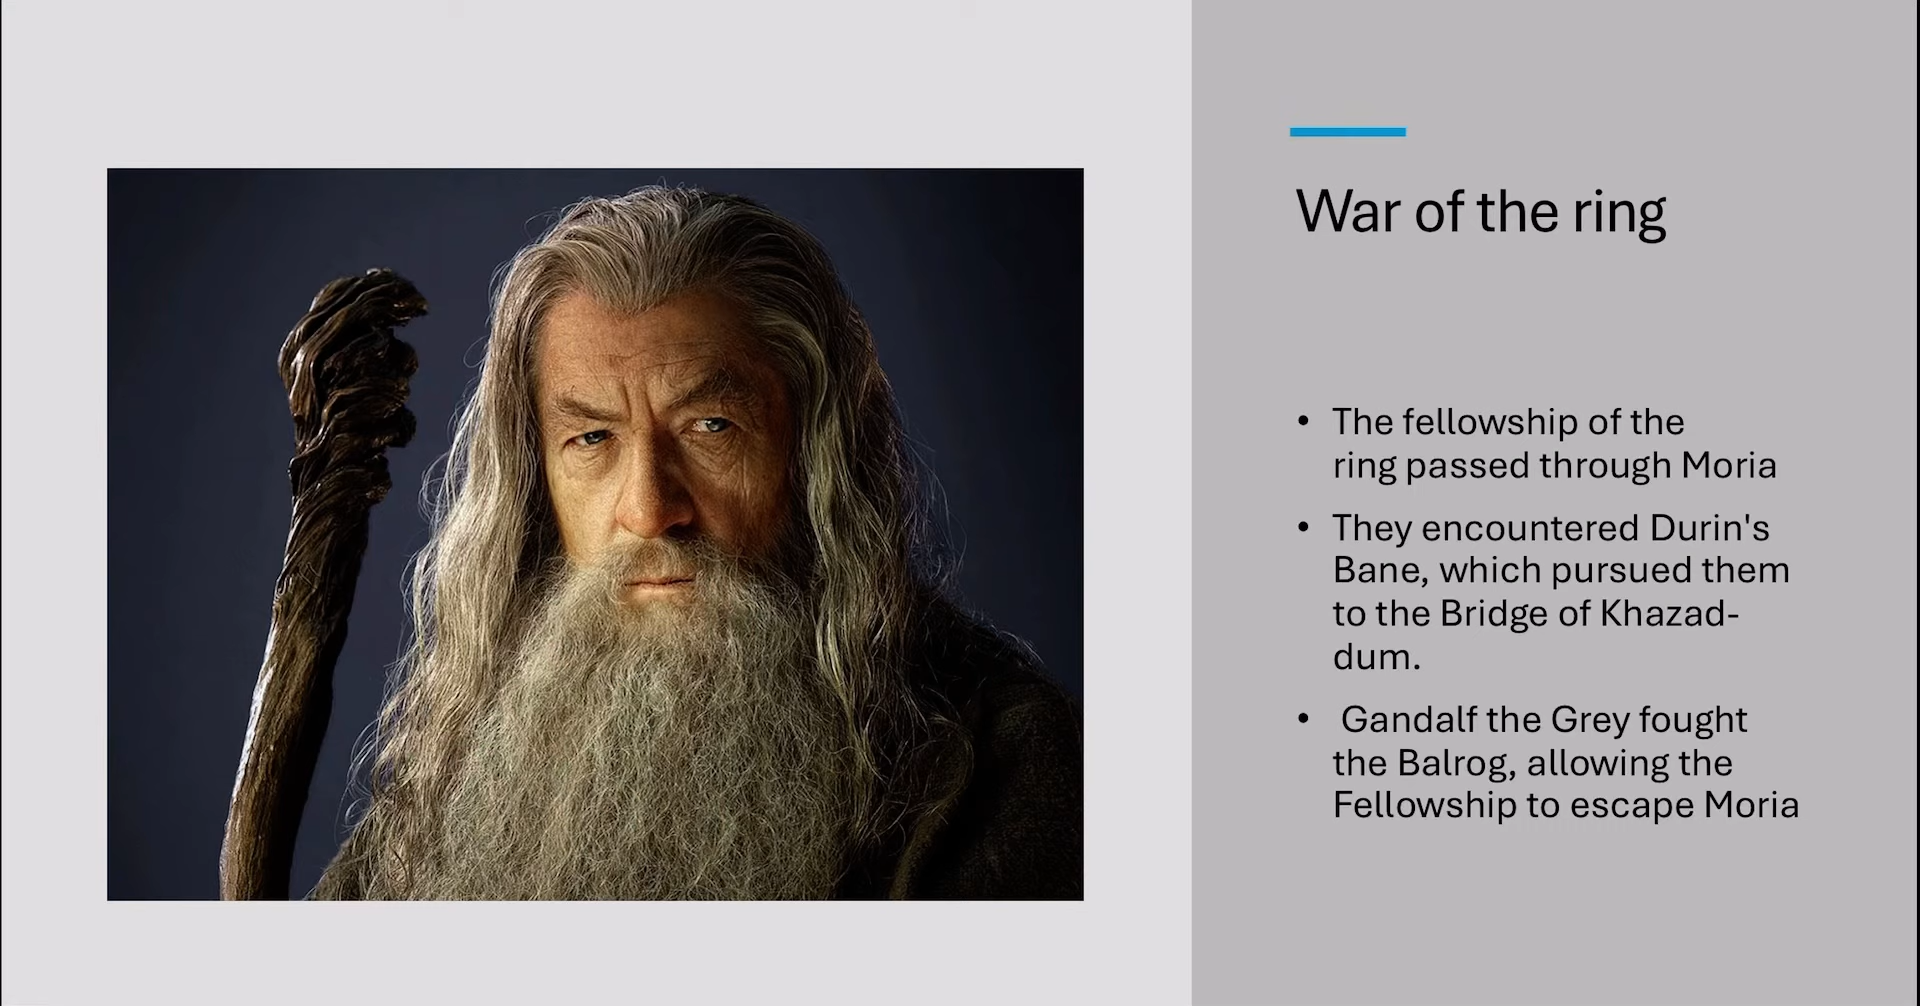 War of the ring
• The fellowship of the
ring passed through Moria
• They encountered Durin's
Bane, which pursued them
to the Bridge of Khazad-
dum.
• Gandalf the Grey fought
the Balrog, allowing the
Fellowship to escape Moria